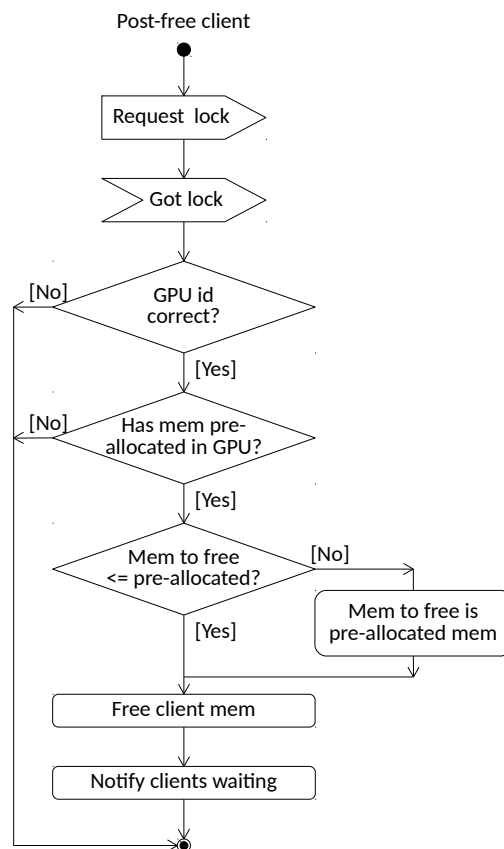 Post-free client
Request lock
Got lock
[No]
GPU id
correct?
[Yes]
[No]
Has mem pre-
allocated in GPU?
[Yes]
Mem to free
<= pre-allocated?
[No]
Mem to free is
pre-allocated mem
[Yes]
Free client mem
Notify clients waiting